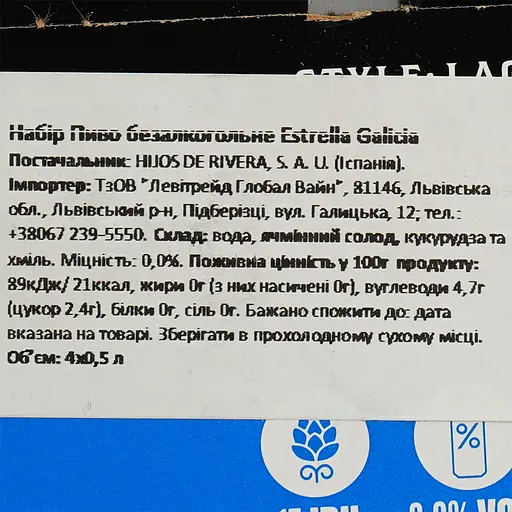 STYLE: LAG
Набір Пиво безалкогольне Estrella Galicia
Постачальник: HIJOS DE RIVERA, S. A. U. (Іспанія).
Імпортер: ТзОВ "Левітрейд Глобал Вайн", 81146, Львівська
обл., Львівський р-н, Підберізці, вул. Галицька, 12; тел.:
+38067 239-5550. Склад: вода, ячмінний солод, кукурудза та
хміль. Міцність: 0,0%. Поживна цінність у 100г продукту:
89кДж/ 21ккал, жири 0г (з них насичені 0г), вуглеводи 4,7г
(цукор 2,4г), білки 0г, сіль 0г. Бажано спожити до: дата
вказана на товарі. Зберігати в прохолодному сухому місці.
Об'єм: 4х0,5 л
%